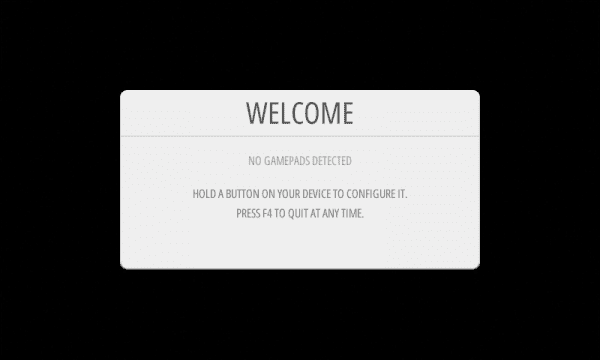 WELCOME
NO GAMEPADS DETECTED
HOLD A BUTTON ON YOUR DEVICE TO CONFIGURE IT.
PRESS F4 TO QUIT AT ANY TIME.